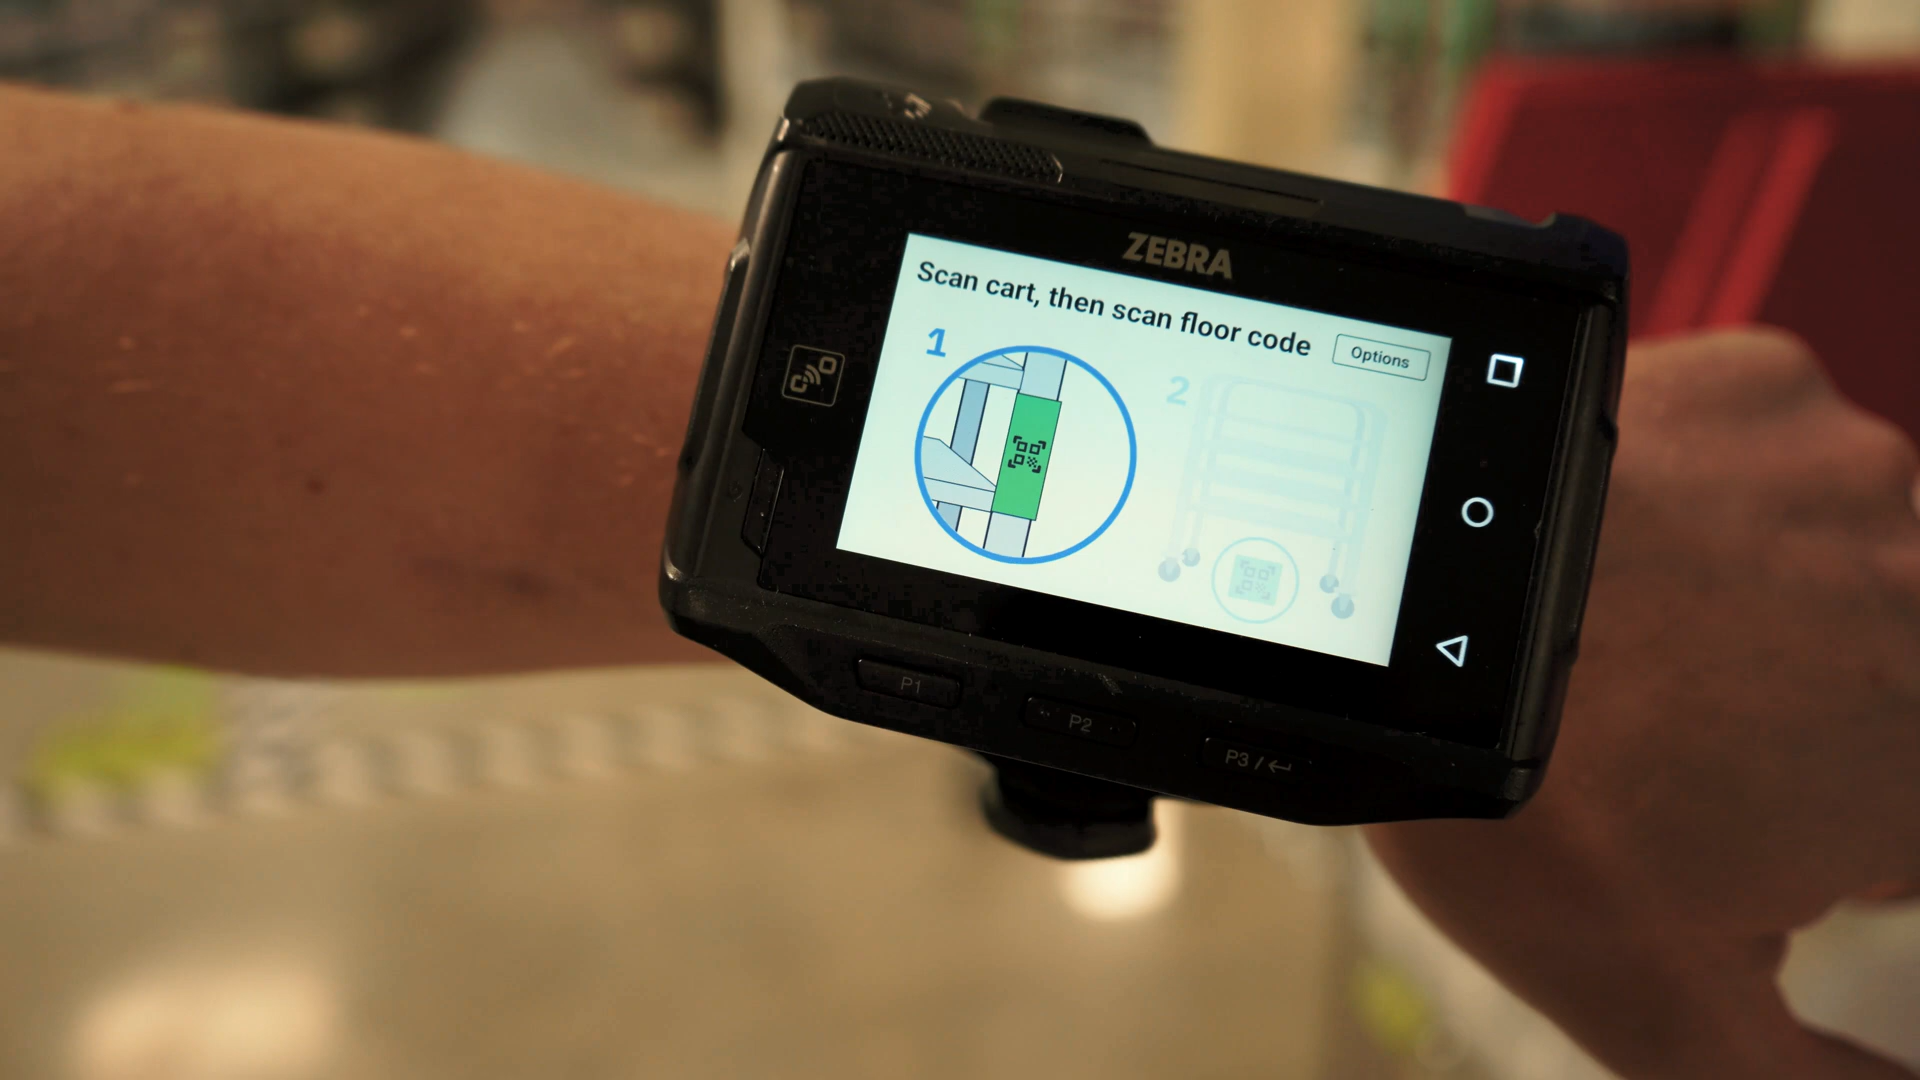 ZEBRA
Scan cart, then scan floor code
Options
1
2
P1
P2
P3 / ↵